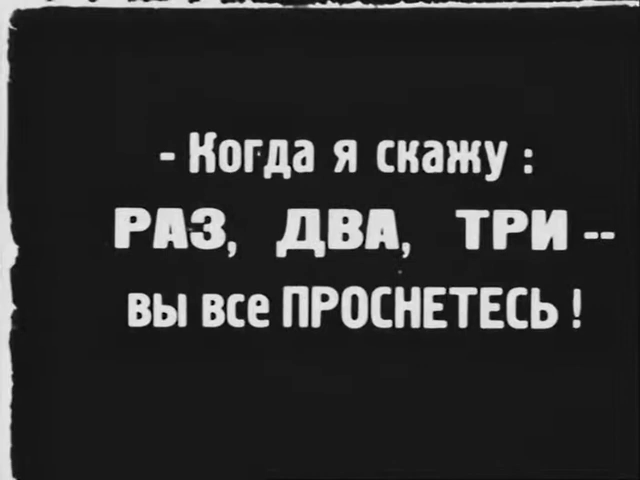 - Когда я скажу :
РАЗ, ДВА, ТРИ --
вы все ПРОСНЕТЕСЬ !